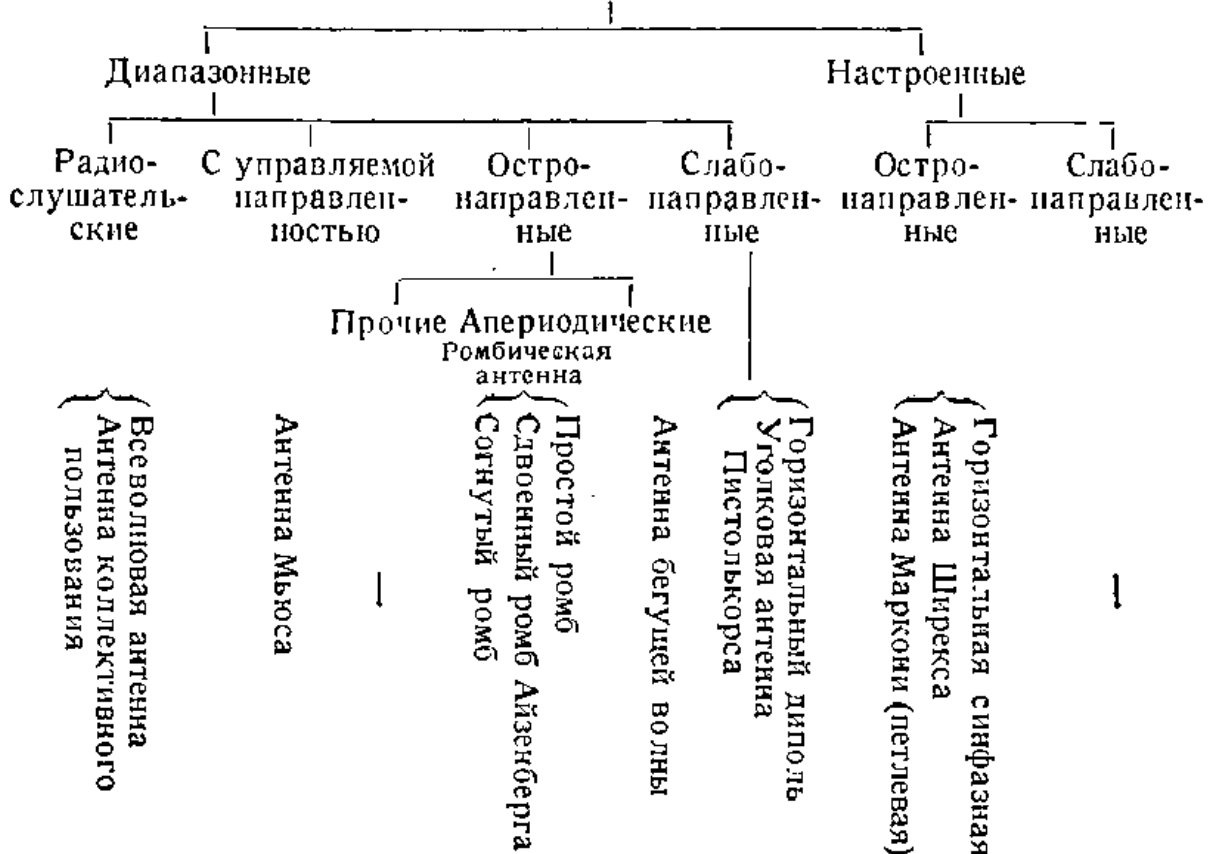 Диапазонные
Настроенные
Радио-
слушатель-
ские
С управляемой
направлен-
ностью
Остро-
направлен-
ные
Слабо-
направлен-
ные
Остро-
направлен-
ные
Слабо-
направлен-
ные
Прочие
Апериодические
Ромбическая
антенна
Всеволновая антенна
Антенна коллективного
пользования
Антенна Мьюса
Простой ромб
Сдвоенный ромб Айзенберга
Согнутый ромб
Антенна бегущей волны
Горизонтальный диполь
Уголковая антенна
Пистолькорса
Горизонтальная синфазная
Антенна Ширекса
Антенна Маркони (петлевая)